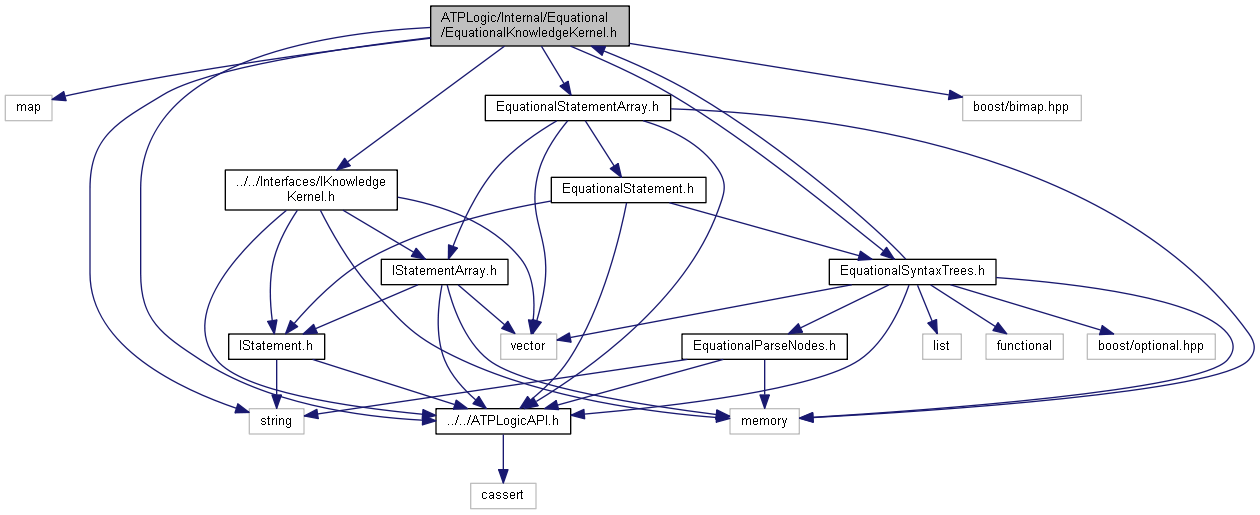 ATPLogic/Internal/Equational
/EquationalKnowledgeKernel.h
map
EquationalStatementArray.h
boost/bimap.hpp
../../Interfaces/IKnowledge
Kernel.h
EquationalStatement.h
IStatementArray.h
EquationalSyntaxTrees.h
IStatement.h
vector
EquationalParseNodes.h
list
functional
boost/optional.hpp
string
../../ATPLogicAPI.h
memory
cassert